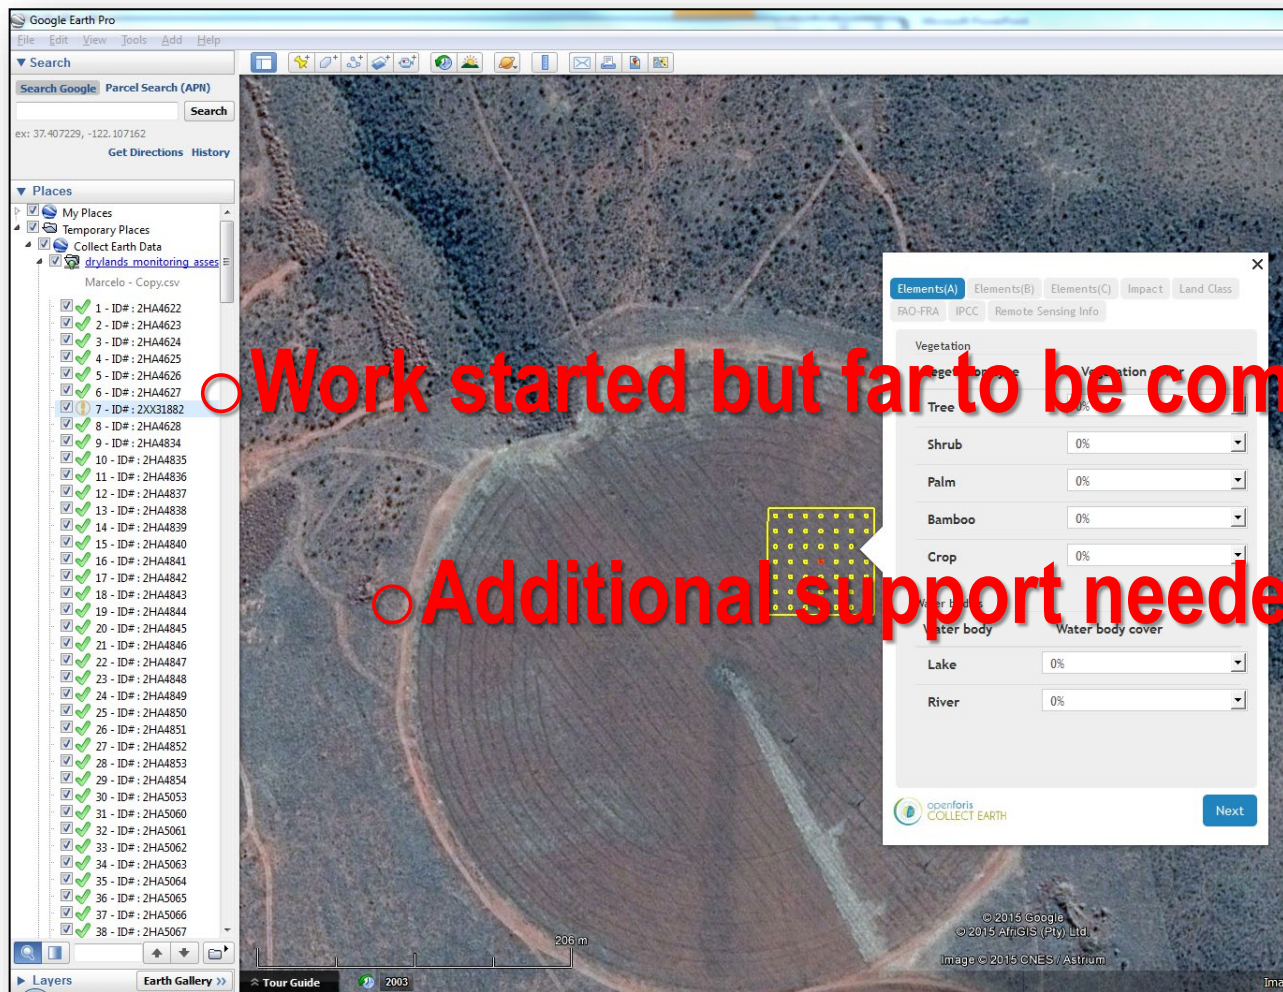 Google Earth Pro
File Edit View Tools Add Help
Search
Search Google Parcel Search (APN)
Search
ex: 37.407229, -122.107162
Get Directions History
Places
My Places
Temporary Places
Collect Earth Data
drylands_monitoring_asses
Marcelo - Copy.csv
1 - ID# : 2HA4622
2 - ID# : 2HA4623
3 - ID# : 2HA4624
4 - ID# : 2HA4625
5 - ID# : 2HA4626
6 - ID# : 2HA4627
7 - ID# : 2XX31882
8 - ID# : 2HA4628
9 - ID# : 2HA4834
10 - ID# : 2HA4835
11 - ID# : 2HA4836
12 - ID# : 2HA4837
13 - ID# : 2HA4838
14 - ID# : 2HA4839
15 - ID# : 2HA4840
16 - ID# : 2HA4841
17 - ID# : 2HA4842
18 - ID# : 2HA4843
19 - ID# : 2HA4844
20 - ID# : 2HA4845
21 - ID# : 2HA4846
22 - ID# : 2HA4847
23 - ID# : 2HA4848
24 - ID# : 2HA4849
25 - ID# : 2HA4850
26 - ID# : 2HA4851
27 - ID# : 2HA4852
28 - ID# : 2HA4853
29 - ID# : 2HA4854
30 - ID# : 2HA5053
31 - ID# : 2HA5060
32 - ID# : 2HA5061
33 - ID# : 2HA5062
34 - ID# : 2HA5063
35 - ID# : 2HA5064
36 - ID# : 2HA5065
37 - ID# : 2HA5066
38 - ID# : 2HA5067
Layers
Earth Gallery >>
Work started but far to be com
Additional support neede
Elements(A) Elements(B) Elements(C) Impact Land Class
FAO-FRA IPCC Remote Sensing Info
Vegetation
Tree 0%
Shrub 0%
Palm 0%
Bamboo 0%
Crop 0%
Water body Water body cover
Lake 0%
River 0%
openforis
COLLECT EARTH
Next
© 2015 Google
© 2015 AfriGIS (Pty) Ltd.
Image © 2015 CNES / Astrium
206 m
Tour Guide 2003
Ima